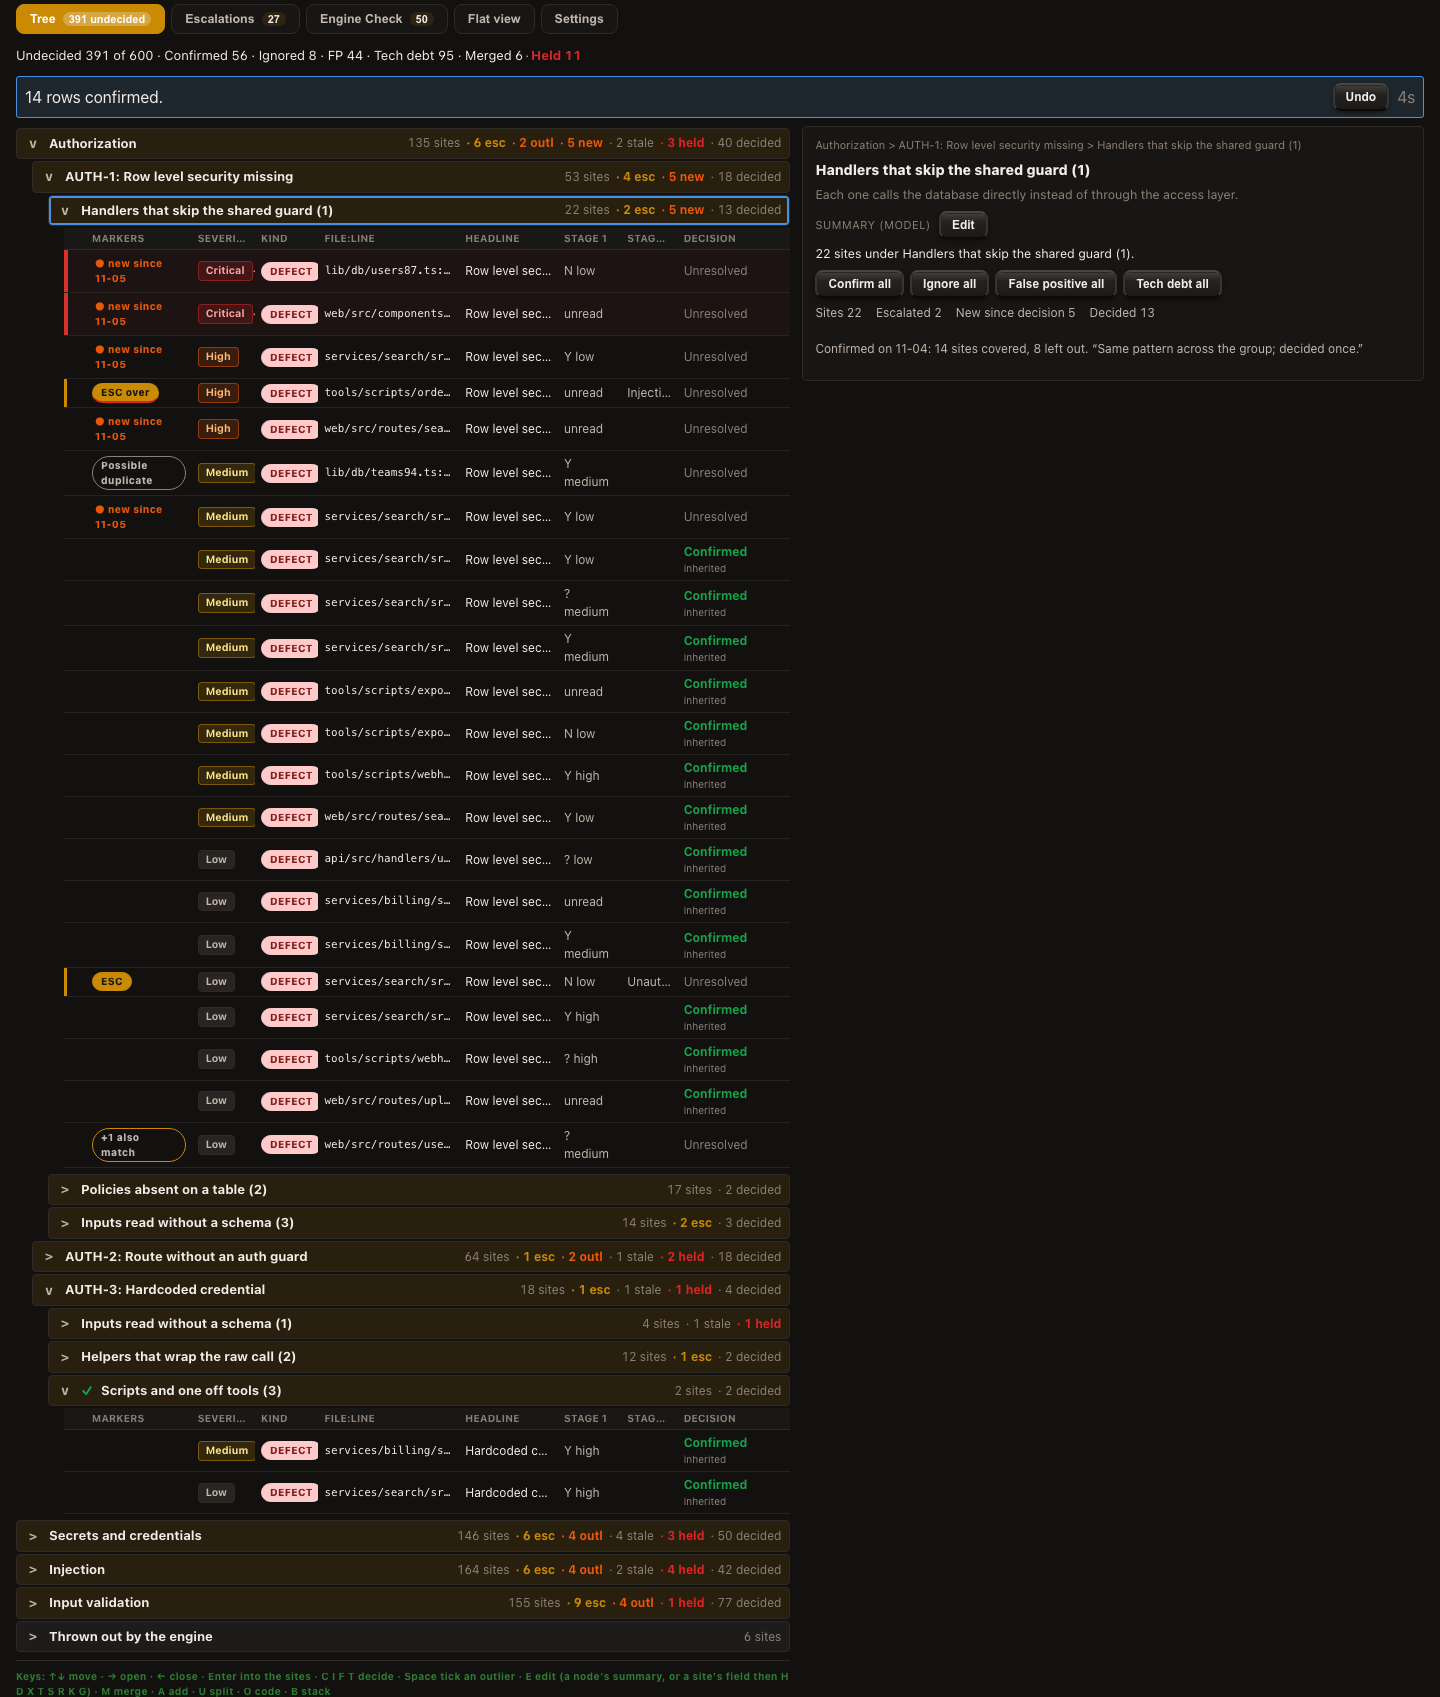 Tree 391 undecided Escalations 27 Engine Check 50 Flat view Settings
Undecided 391 of 600 · Confirmed 56 · Ignored 8 · FP 44 · Tech debt 95 · Merged 6 · Held 11
14 rows confirmed. Undo 4s
v Authorization 135 sites · 6 esc · 2 outl · 5 new · 2 stale · 3 held · 40 decided
v AUTH-1: Row level security missing 53 sites · 4 esc · 5 new · 18 decided
v Handlers that skip the shared guard (1) 22 sites · 2 esc · 5 new · 13 decided
MARKERS SEVERI... KIND FILE:LINE HEADLINE STAGE 1 STAG... DECISION
● new since 11-05 Critical DEFECT lib/db/users87.ts:… Row level sec... N low Unresolved
● new since 11-05 Critical DEFECT web/src/components… Row level sec... unread Unresolved
● new since 11-05 High DEFECT services/search/sr… Row level sec... Y low Unresolved
ESC over High DEFECT tools/scripts/orde… Row level sec... unread Injecti... Unresolved
● new since 11-05 High DEFECT web/src/routes/sea… Row level sec... unread Unresolved
Possible duplicate Medium DEFECT lib/db/teams94.ts:… Row level sec... Y medium Unresolved
● new since 11-05 Medium DEFECT services/search/sr… Row level sec... Y low Unresolved
Medium DEFECT services/search/sr… Row level sec... Y low Confirmed inherited
Medium DEFECT services/search/sr… Row level sec... ? medium Confirmed inherited
Medium DEFECT services/search/sr… Row level sec... Y medium Confirmed inherited
Medium DEFECT tools/scripts/expo… Row level sec... unread Confirmed inherited
Medium DEFECT tools/scripts/expo… Row level sec... N low Confirmed inherited
Medium DEFECT tools/scripts/webh… Row level sec... Y high Confirmed inherited
Medium DEFECT web/src/routes/sea… Row level sec... Y low Confirmed inherited
Low DEFECT api/src/handlers/u… Row level sec... ? low Confirmed inherited
Low DEFECT services/billing/s… Row level sec... unread Confirmed inherited
Low DEFECT services/billing/s… Row level sec... Y medium Confirmed inherited
ESC Low DEFECT services/search/sr… Row level sec... N low Unaut... Unresolved
Low DEFECT services/search/sr… Row level sec... Y high Confirmed inherited
Low DEFECT tools/scripts/webh… Row level sec... ? high Confirmed inherited
Low DEFECT web/src/routes/upl… Row level sec... unread Confirmed inherited
+1 also match Low DEFECT web/src/routes/use… Row level sec... ? medium Unresolved
> Policies absent on a table (2) 17 sites · 2 decided
> Inputs read without a schema (3) 14 sites · 2 esc · 3 decided
> AUTH-2: Route without an auth guard 64 sites · 1 esc · 2 outl · 1 stale · 2 held · 18 decided
v AUTH-3: Hardcoded credential 18 sites · 1 esc · 1 stale · 1 held · 4 decided
> Inputs read without a schema (1) 4 sites · 1 stale · 1 held
> Helpers that wrap the raw call (2) 12 sites · 1 esc · 2 decided
v ✓ Scripts and one off tools (3) 2 sites · 2 decided
MARKERS SEVERI... KIND FILE:LINE HEADLINE STAGE 1 STAG... DECISION
Medium DEFECT services/billing/s… Hardcoded c... Y high Confirmed inherited
Low DEFECT services/search/sr… Hardcoded c... Y high Confirmed inherited
> Secrets and credentials 146 sites · 6 esc · 4 outl · 4 stale · 3 held · 50 decided
> Injection 164 sites · 6 esc · 4 outl · 2 stale · 4 held · 42 decided
> Input validation 155 sites · 9 esc · 4 outl · 1 held · 77 decided
> Thrown out by the engine 6 sites
Keys: ↑↓ move · → open · ← close · Enter into the sites · C I F T decide · Space tick an outlier · E edit (a node's summary, or a site's field then H
D X T S R K G) · M merge · A add · U split · O code · B stack
Authorization > AUTH-1: Row level security missing > Handlers that skip the shared guard (1)
Handlers that skip the shared guard (1)
Each one calls the database directly instead of through the access layer.
SUMMARY (MODEL) Edit
22 sites under Handlers that skip the shared guard (1).
Confirm all Ignore all False positive all Tech debt all
Sites 22 Escalated 2 New since decision 5 Decided 13
Confirmed on 11-04: 14 sites covered, 8 left out. “Same pattern across the group; decided once.”